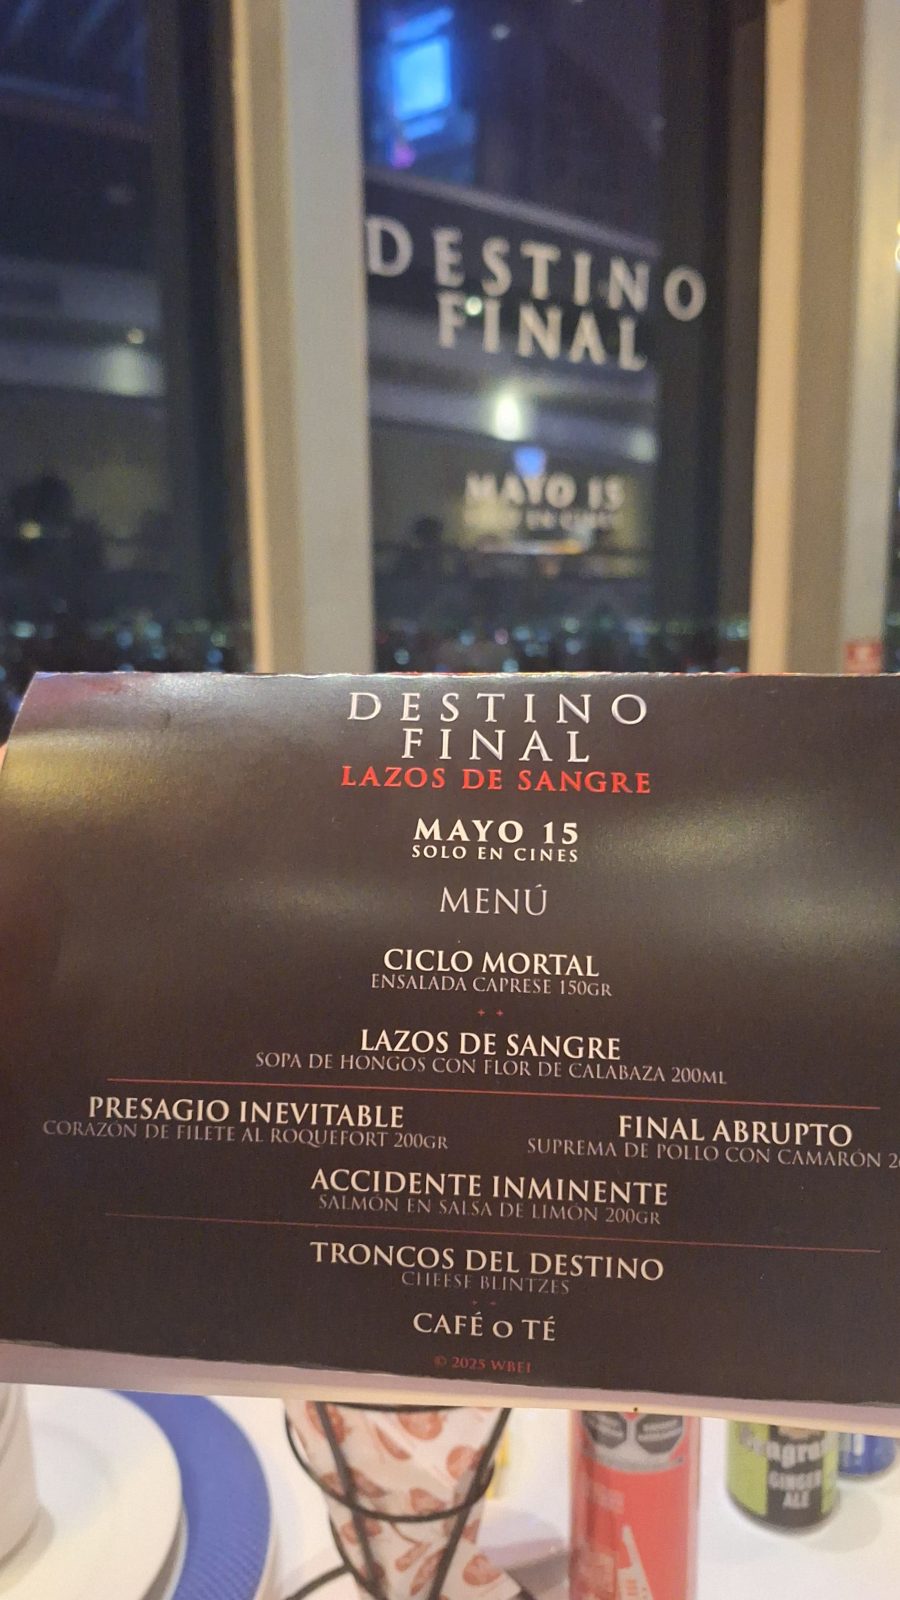 DESTINO
FINAL
MAYO 15
DESTINO
FINAL
LAZOS DE SANGRE
MAYO 15
SOLO EN CINES
MENÚ
CICLO MORTAL
ENSALADA CAPRESE 150GR
LAZOS DE SANGRE
SOPA DE HONGOS CON FLOR DE CALABAZA 200ML
PRESAGIO INEVITABLE
CORAZÓN DE FILETE AL ROQUEFORT 200GR
FINAL ABRUPTO
SUPREMA DE POLLO CON CAMARÓN
ACCIDENTE INMINENTE
SALMÓN EN SALSA DE LIMÓN 200GR
TRONCOS DEL DESTINO
CHEESE BLINTZES
CAFÉ O TÉ
© 2025 WBEI
GINGER
ALE